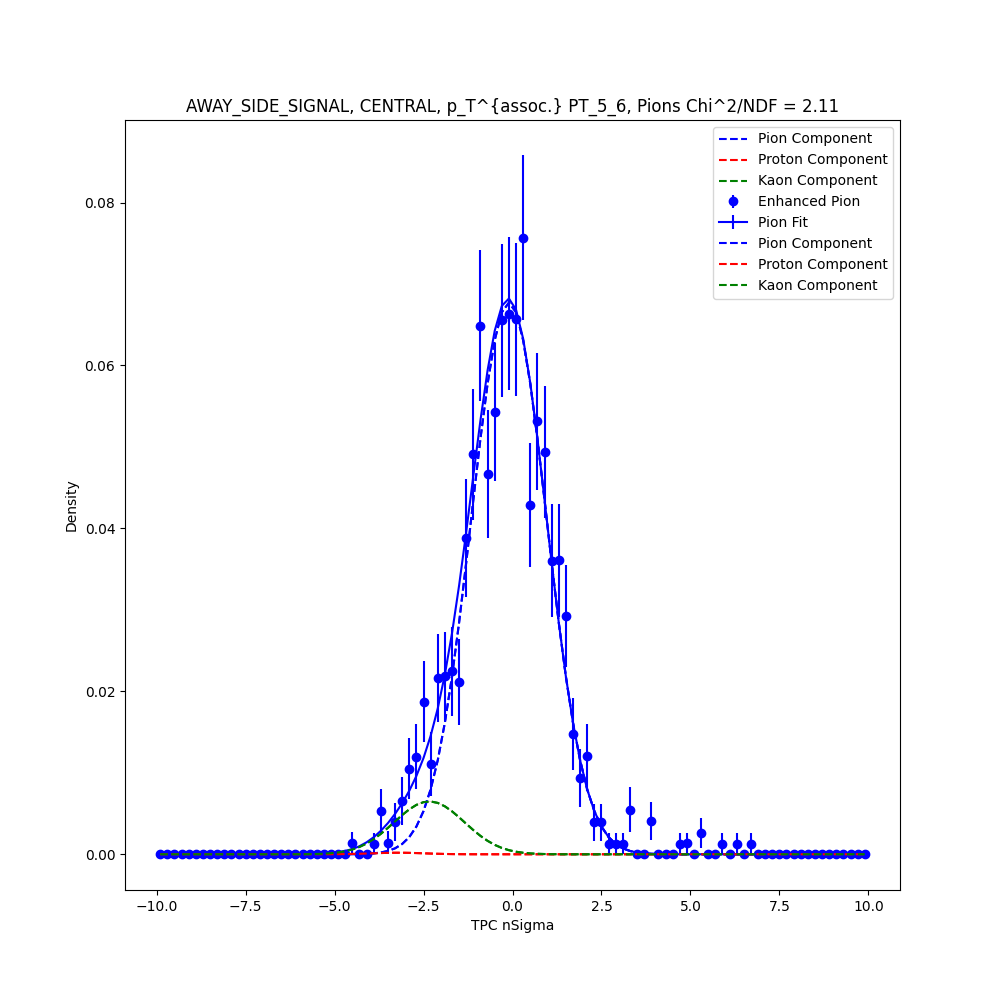 AWAY_SIDE_SIGNAL, CENTRAL, p_T^{assoc.} PT_5_6, Pions Chi^2/NDF = 2.11
Pion Component
Proton Component
Kaon Component
Enhanced Pion
Pion Fit
Pion Component
Proton Component
Kaon Component
0.08
0.06
0.04
0.02
0.00
Density
−10.0 −7.5 −5.0 −2.5 0.0 2.5 5.0 7.5 10.0
TPC nSigma